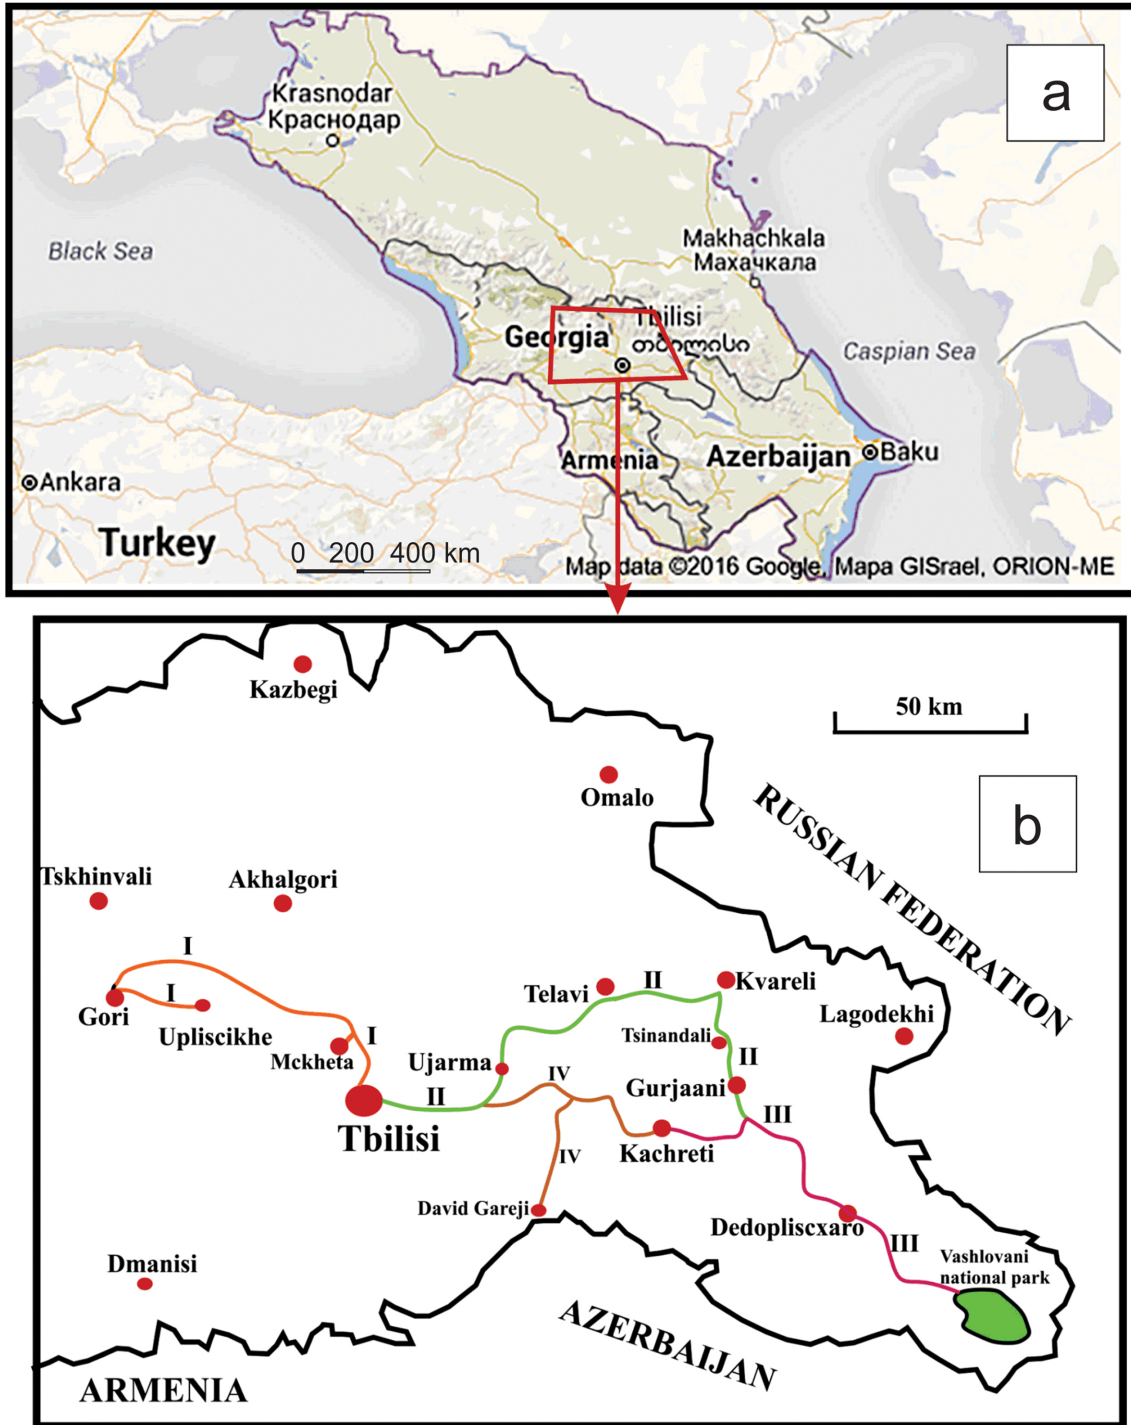 a
Krasnodar
Краснодар
Black Sea
Makhachkala
Махачкала
Tbilisi
თბილისი
Georgia
Caspian Sea
Armenia
Azerbaijan
Baku
Ankara
Turkey
0 200 400 km
Map data ©2016 Google, Mapa GISrael, ORION-ME
Kazbegi
50 km
Omalo
b
RUSSIAN FEDERATION
Tskhinvali
Akhalgori
I
I
Gori
Upliscikhe
I
Mckheta
Telavi
II
Kvareli
Lagodekhi
Tsinandali
Ujarma
II
IV
Gurjaani
II
III
Tbilisi
Kachreti
IV
David Gareji
Dedopliscxaro
III
Vashlovani
national park
Dmanisi
AZERBAIJAN
ARMENIA